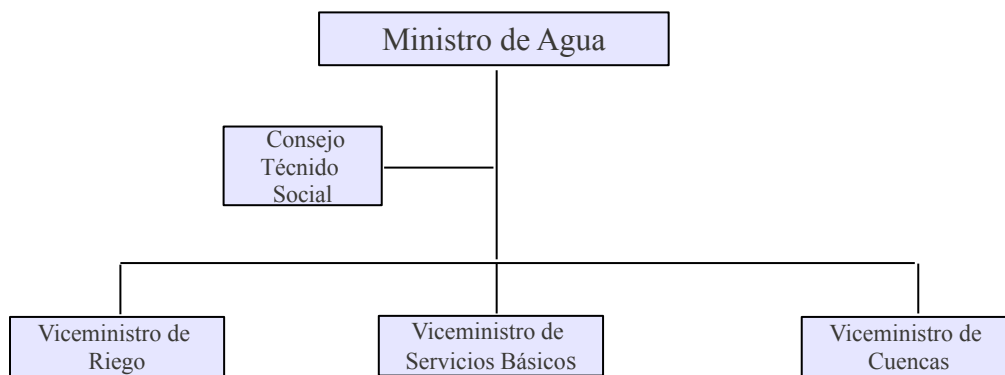 Ministro de Agua
Consejo
Técnido
Social
Viceministro de
Riego
Viceministro de
Servicios Básicos
Viceministro de
Cuencas